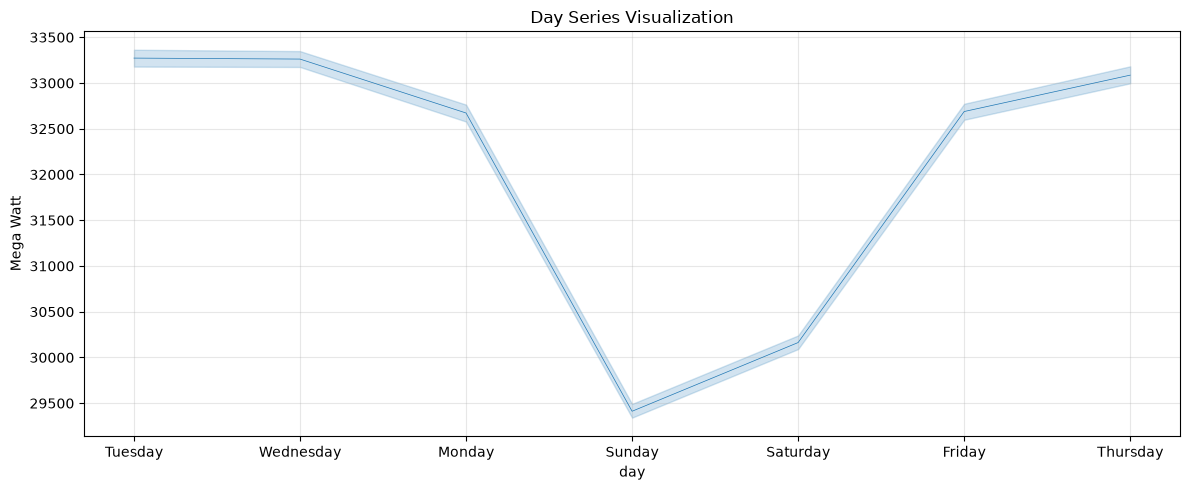 Day Series Visualization
Mega Watt
33500
33000
32500
32000
31500
31000
30500
30000
29500
Tuesday Wednesday Monday Sunday Saturday Friday Thursday
day